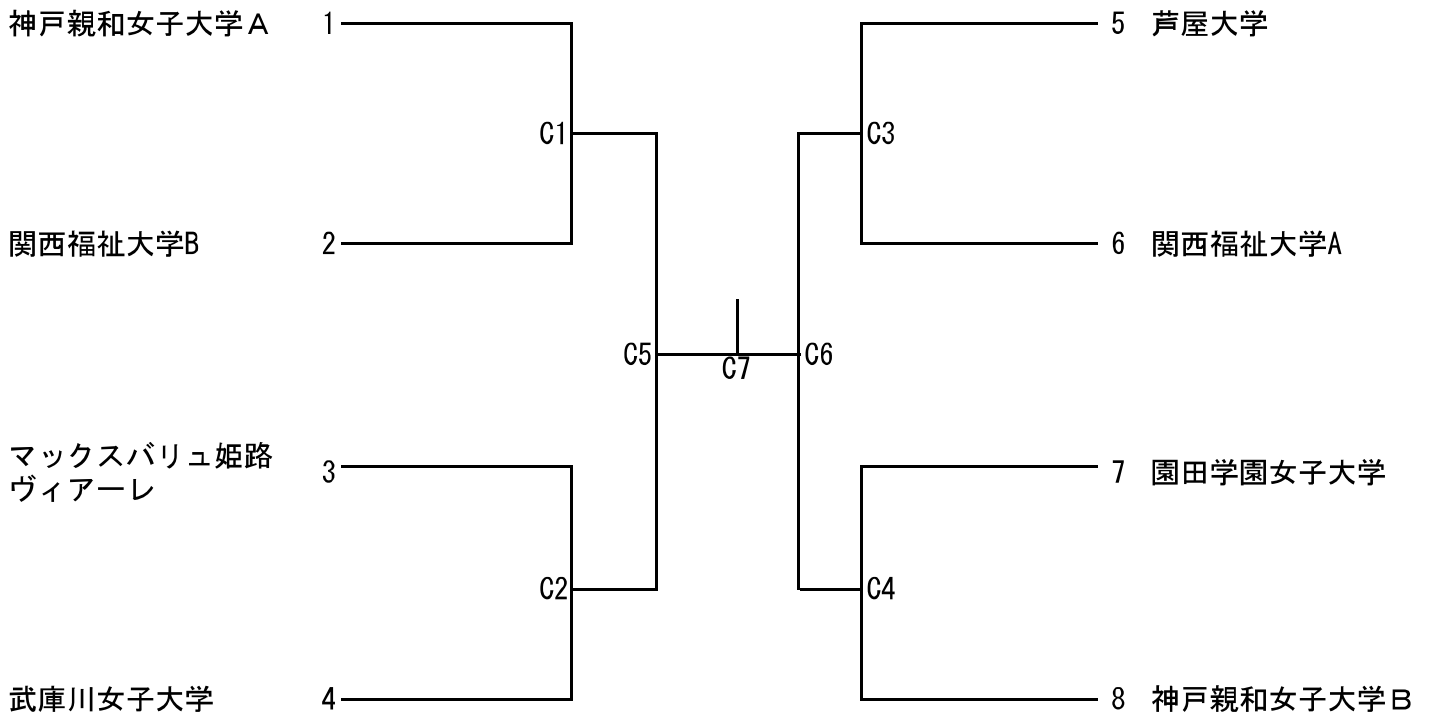 神戸親和女子大学Ａ 1
5 芦屋大学
C1
C3
関西福祉大学B 2
6 関西福祉大学A
C5
C7
C6
マックスバリュ姫路
ヴィアーレ
3
7 園田学園女子大学
C2
C4
武庫川女子大学 4
8 神戸親和女子大学Ｂ